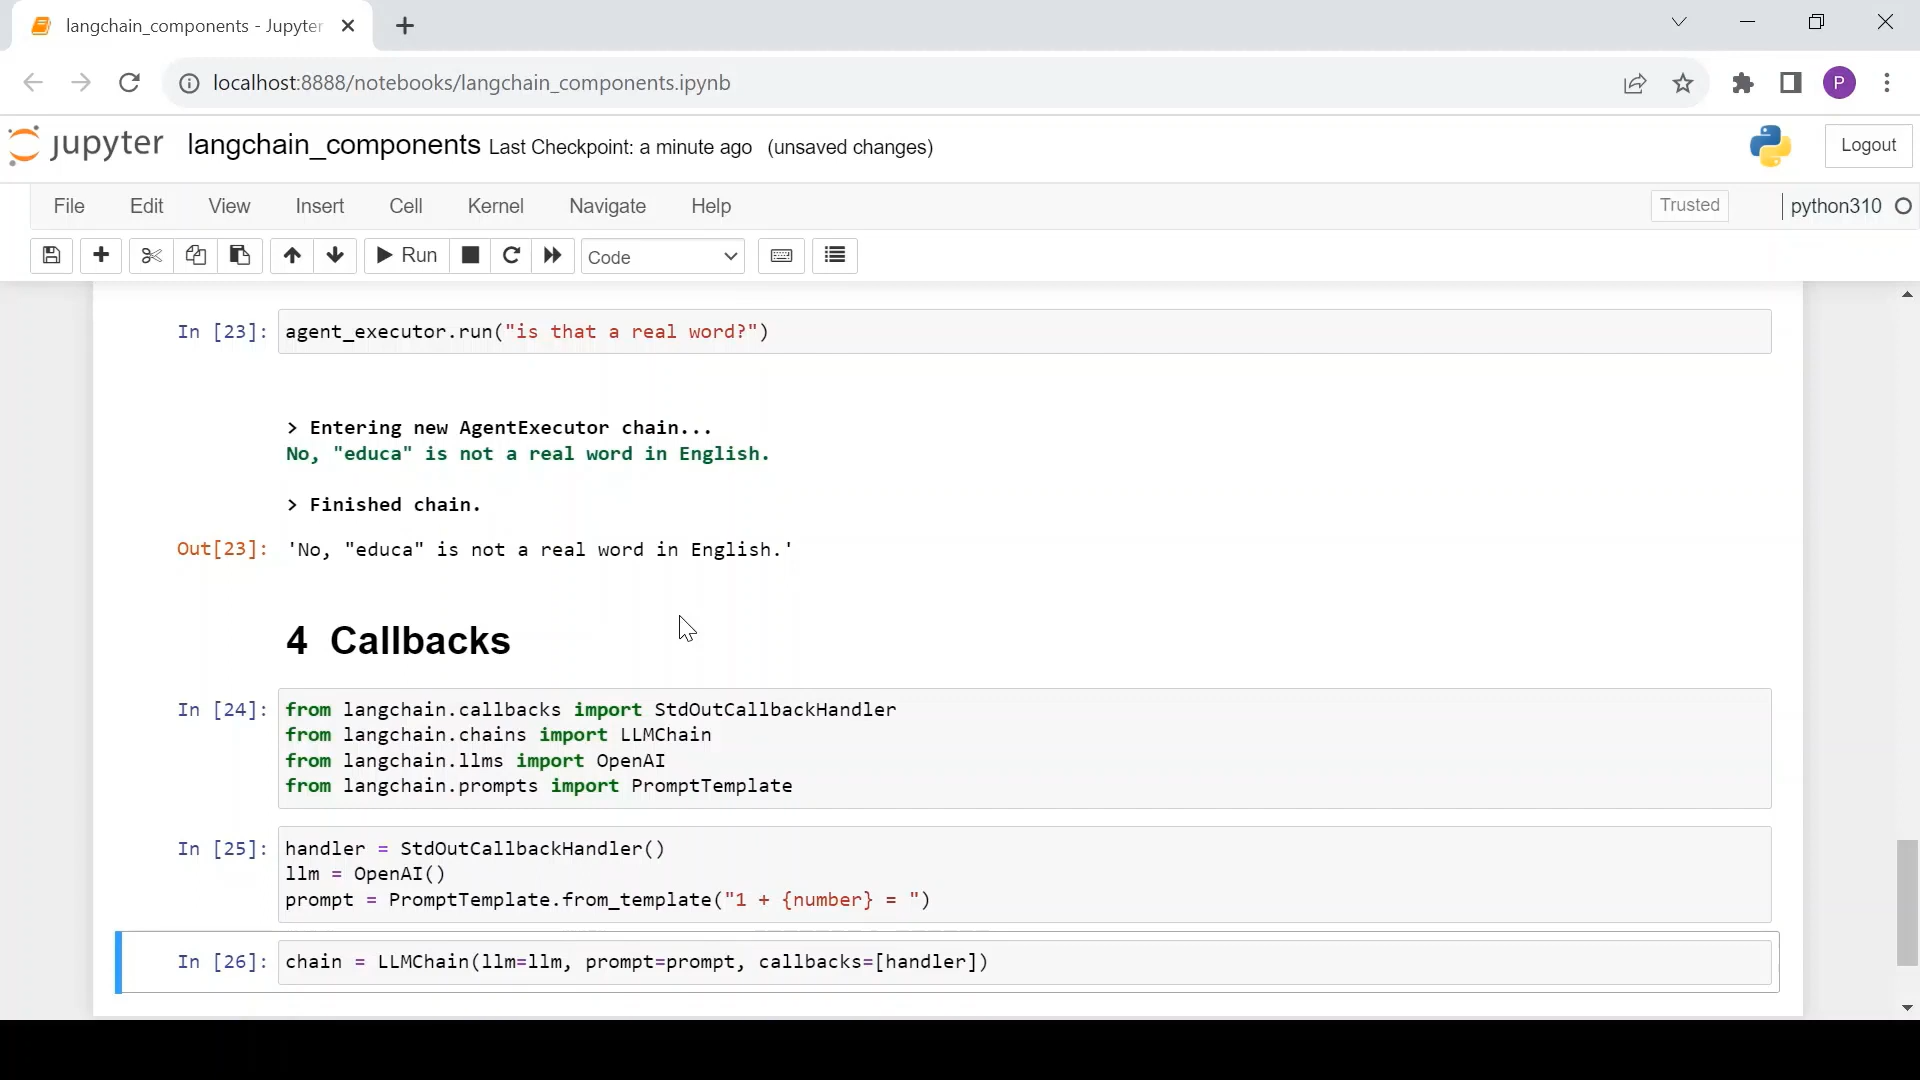 langchain_components - Jupyter
localhost:8888/notebooks/langchain_components.ipynb
P
jupyter langchain_components Last Checkpoint: a minute ago (unsaved changes)
Logout
File Edit View Insert Cell Kernel Navigate Help
Trusted
python310
Run
Code
In [23]: agent_executor.run("is that a real word?")
> Entering new AgentExecutor chain...
No, "educa" is not a real word in English.
> Finished chain.
Out[23]: 'No, "educa" is not a real word in English.'
4 Callbacks
In [24]: from langchain.callbacks import StdOutCallbackHandler
from langchain.chains import LLMChain
from langchain.llms import OpenAI
from langchain.prompts import PromptTemplate
In [25]: handler = StdOutCallbackHandler()
llm = OpenAI()
prompt = PromptTemplate.from_template("1 + {number} = ")
In [26]: chain = LLMChain(llm=llm, prompt=prompt, callbacks=[handler])